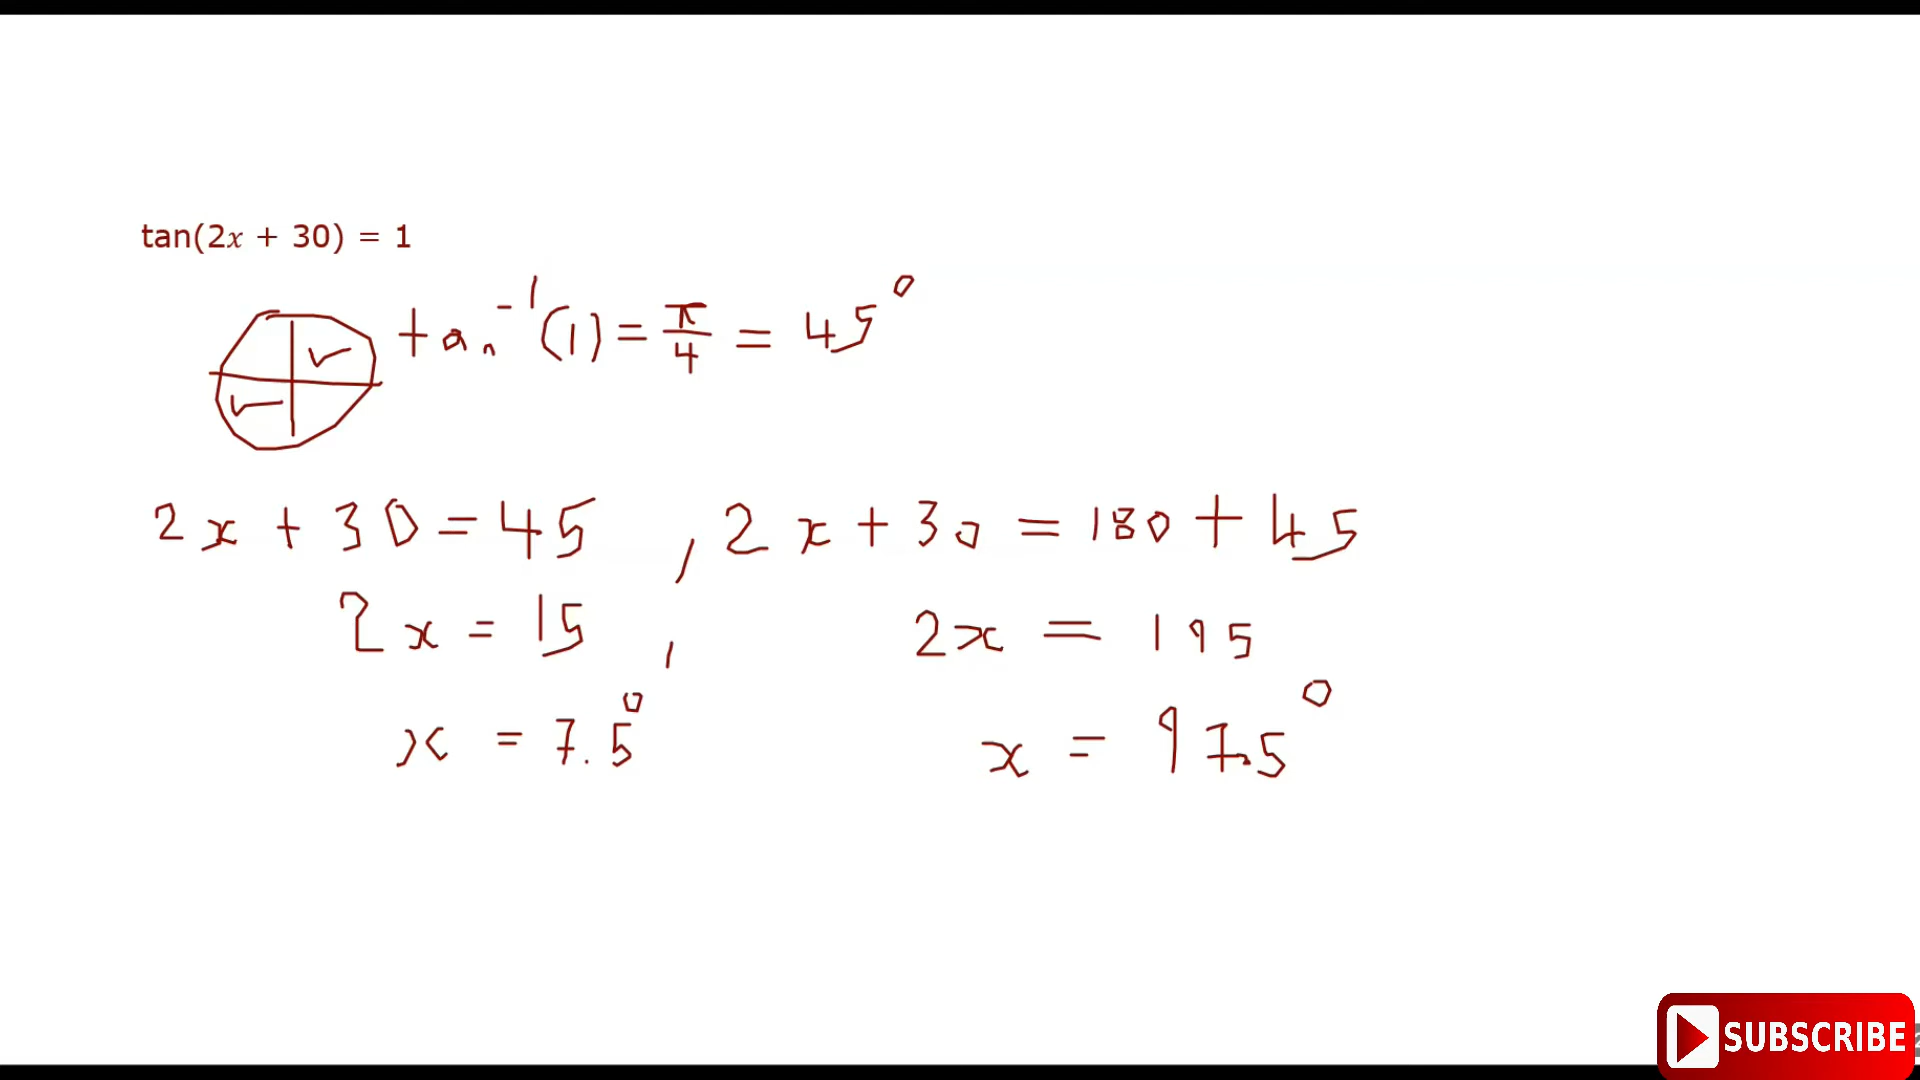 tan(2x + 30) = 1
tan⁻¹(1) = π/4 = 45°
2x + 30 = 45 , 2x + 30 = 180 + 45
2x = 15 , 2x = 195
x = 7.5° x = 97.5°
SUBSCRIBE